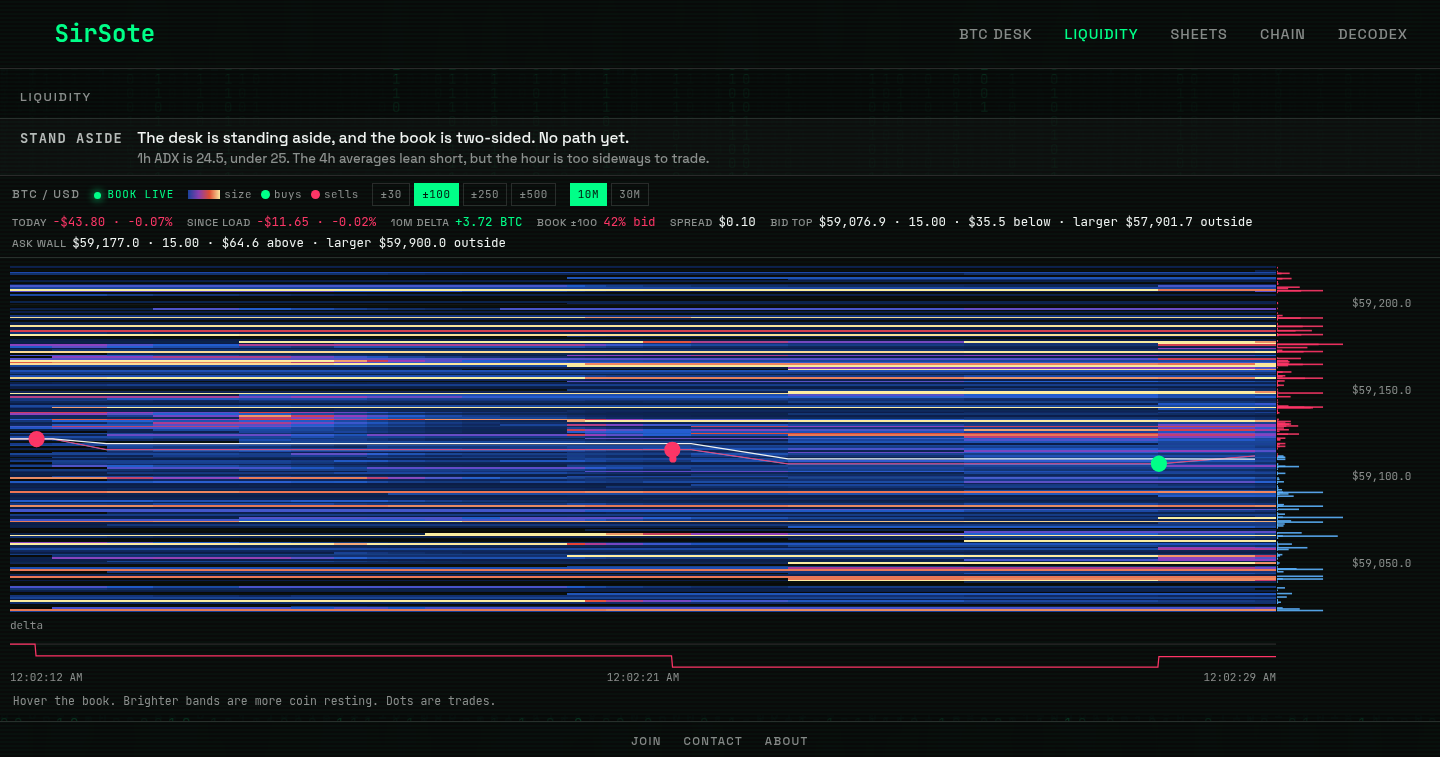 SirSote
BTC DESK LIQUIDITY SHEETS CHAIN DECODEX
LIQUIDITY
STAND ASIDE The desk is standing aside, and the book is two-sided. No path yet.
1h ADX is 24.5, under 25. The 4h averages lean short, but the hour is too sideways to trade.
BTC / USD BOOK LIVE size buys sells ±30 ±100 ±250 ±500 10M 30M
TODAY -$43.80 · -0.07% SINCE LOAD -$11.65 · -0.02% 10M DELTA +3.72 BTC BOOK ±100 42% bid SPREAD $0.10 BID TOP $59,076.9 · 15.00 · $35.5 below · larger $57,901.7 outside
ASK WALL $59,177.0 · 15.00 · $64.6 above · larger $59,900.0 outside
$59,200.0
$59,150.0
$59,100.0
$59,050.0
delta
12:02:12 AM 12:02:21 AM 12:02:29 AM
Hover the book. Brighter bands are more coin resting. Dots are trades.
JOIN CONTACT ABOUT